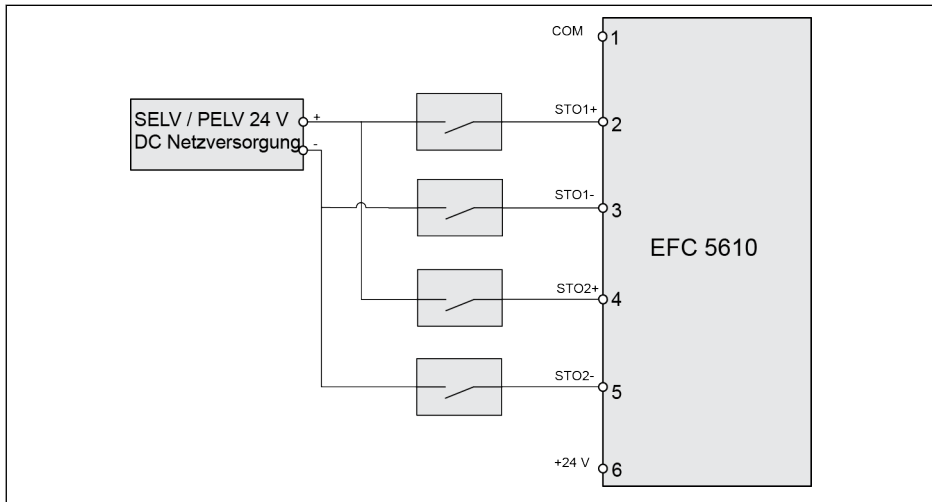 COM
1
SELV / PELV 24 V
DC Netzversorgung
+
-
STO1+
2
STO1-
3
EFC 5610
STO2+
4
STO2-
5
+24 V
6